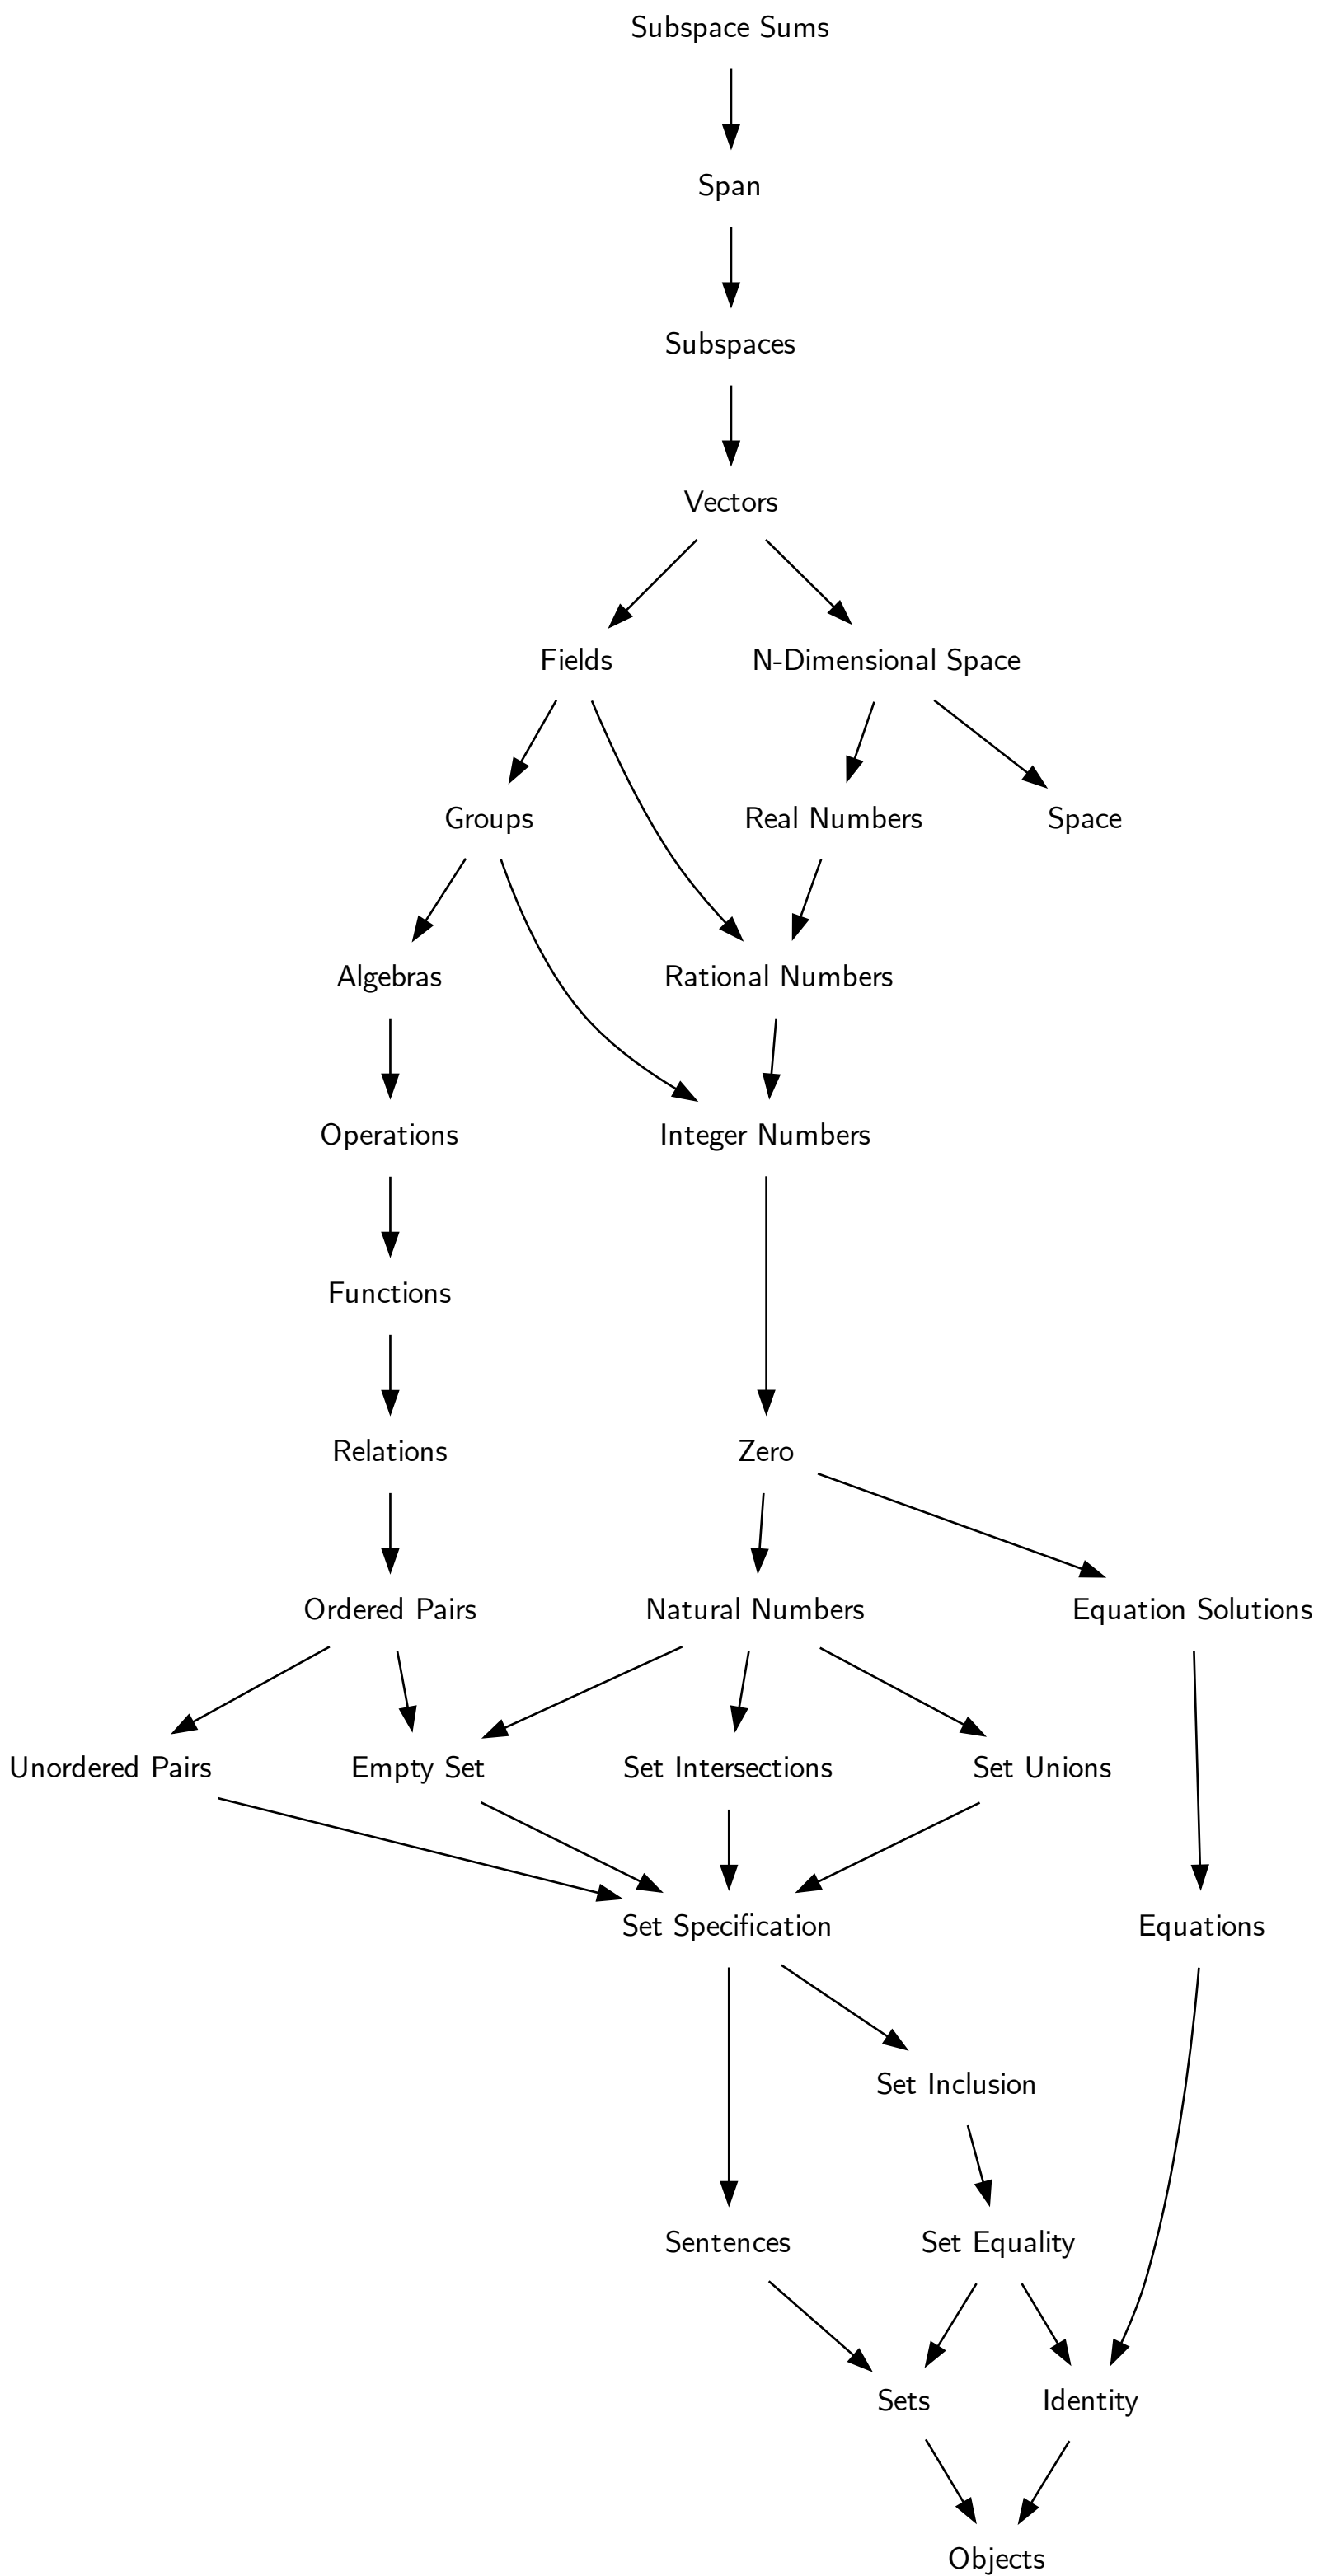 Subspace Sums
Span
Subspaces
Vectors
Fields
N-Dimensional Space
Groups
Real Numbers
Space
Algebras
Rational Numbers
Operations
Integer Numbers
Functions
Relations
Zero
Ordered Pairs
Natural Numbers
Equation Solutions
Unordered Pairs
Empty Set
Set Intersections
Set Unions
Set Specification
Equations
Set Inclusion
Sentences
Set Equality
Sets
Identity
Objects